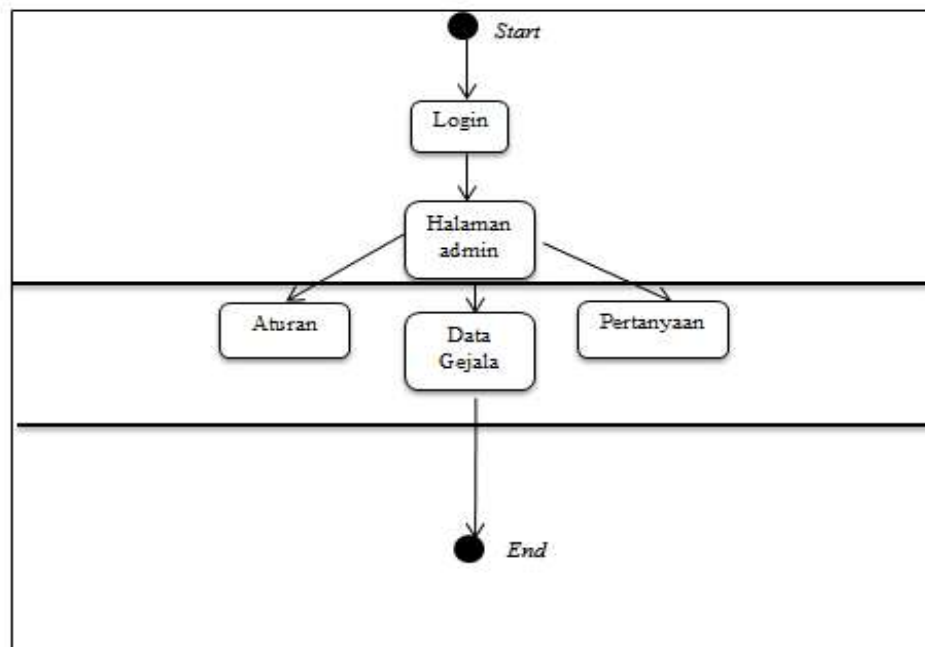 Start
Login
Halaman
admin
Aturan
Data
Gejala
Pertanyaan
End